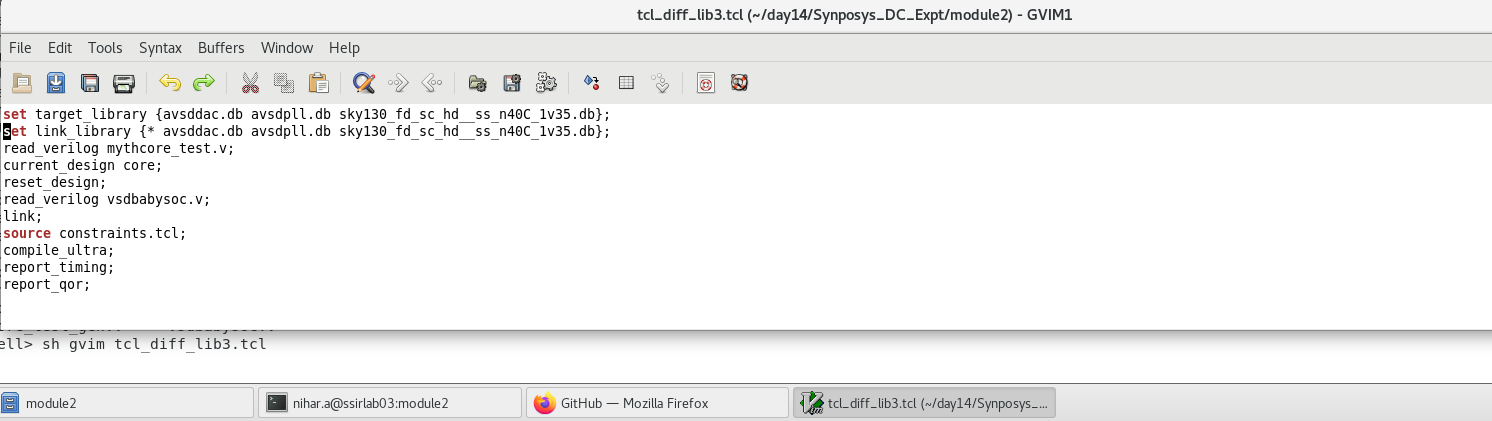 tcl_diff_lib3.tcl (~/day14/Synposys_DC_Expt/module2) - GVIM1
File Edit Tools Syntax Buffers Window Help
set target_library {avsddac.db avsdpll.db sky130_fd_sc_hd__ss_n40C_1v35.db};
set link_library {* avsddac.db avsdpll.db sky130_fd_sc_hd__ss_n40C_1v35.db};
read_verilog mythcore_test.v;
current_design core;
reset_design;
read_verilog vsdbabysoc.v;
link;
source constraints.tcl;
compile_ultra;
report_timing;
report_qor;
ell> sh gvim tcl_diff_lib3.tcl
module2 nihar.a@ssirlab03:module2 GitHub — Mozilla Firefox tcl_diff_lib3.tcl (~/day14/Synposys_...